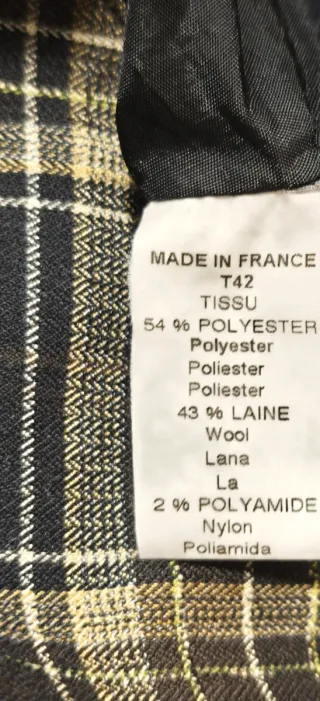 MADE IN FRANCE
T42
TISSU
54 % POLYESTER
Polyester
Poliester
Poliester
43 % LAINE
Wool
Lana
La
2 % POLYAMIDE
Nylon
Poliamida